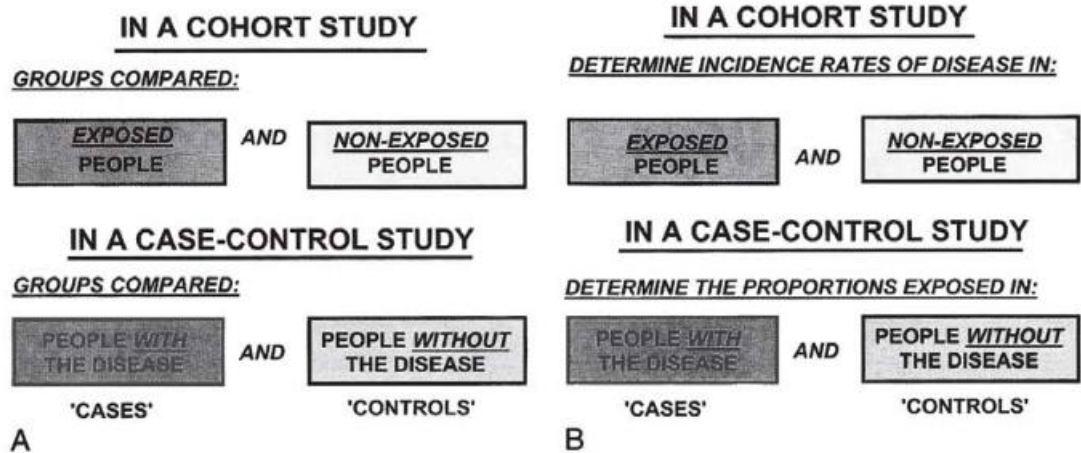 IN A COHORT STUDY
GROUPS COMPARED:
EXPOSED
PEOPLE
AND
NON-EXPOSED
PEOPLE
IN A CASE-CONTROL STUDY
GROUPS COMPARED:
PEOPLE WITH
THE DISEASE
AND
PEOPLE WITHOUT
THE DISEASE
'CASES'
'CONTROLS'
A
IN A COHORT STUDY
DETERMINE INCIDENCE RATES OF DISEASE IN:
EXPOSED
PEOPLE
AND
NON-EXPOSED
PEOPLE
IN A CASE-CONTROL STUDY
DETERMINE THE PROPORTIONS EXPOSED IN:
PEOPLE WITH
THE DISEASE
AND
PEOPLE WITHOUT
THE DISEASE
'CASES'
'CONTROLS'
B